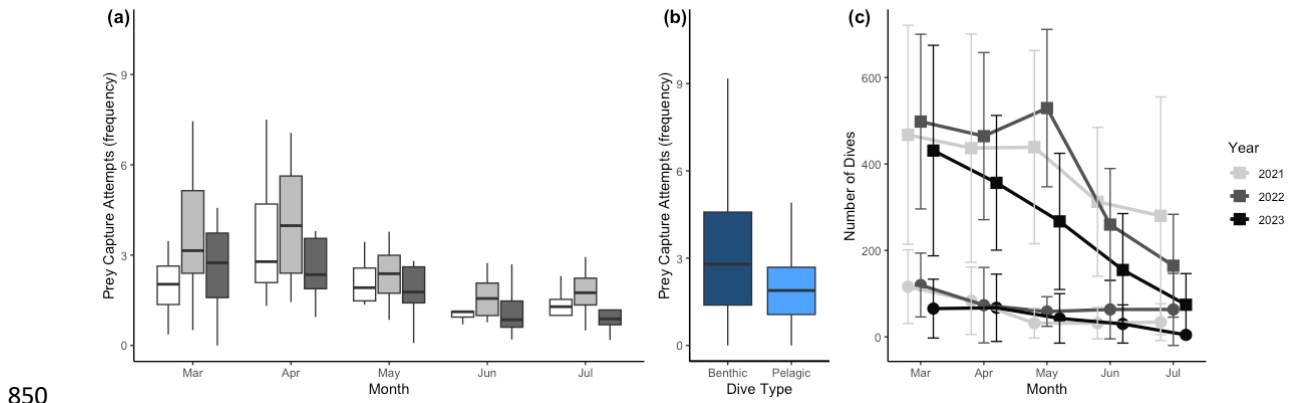 (a)
Prey Capture Attempts (frequency)
9
6
3
0
Mar Apr May Jun Jul
Month
(b)
Prey Capture Attempts (frequency)
9
6
3
0
Benthic Pelagic
Dive Type
(c)
Number of Dives
600
400
200
0
Mar Apr May Jun Jul
Month
Year
2021
2022
2023
850